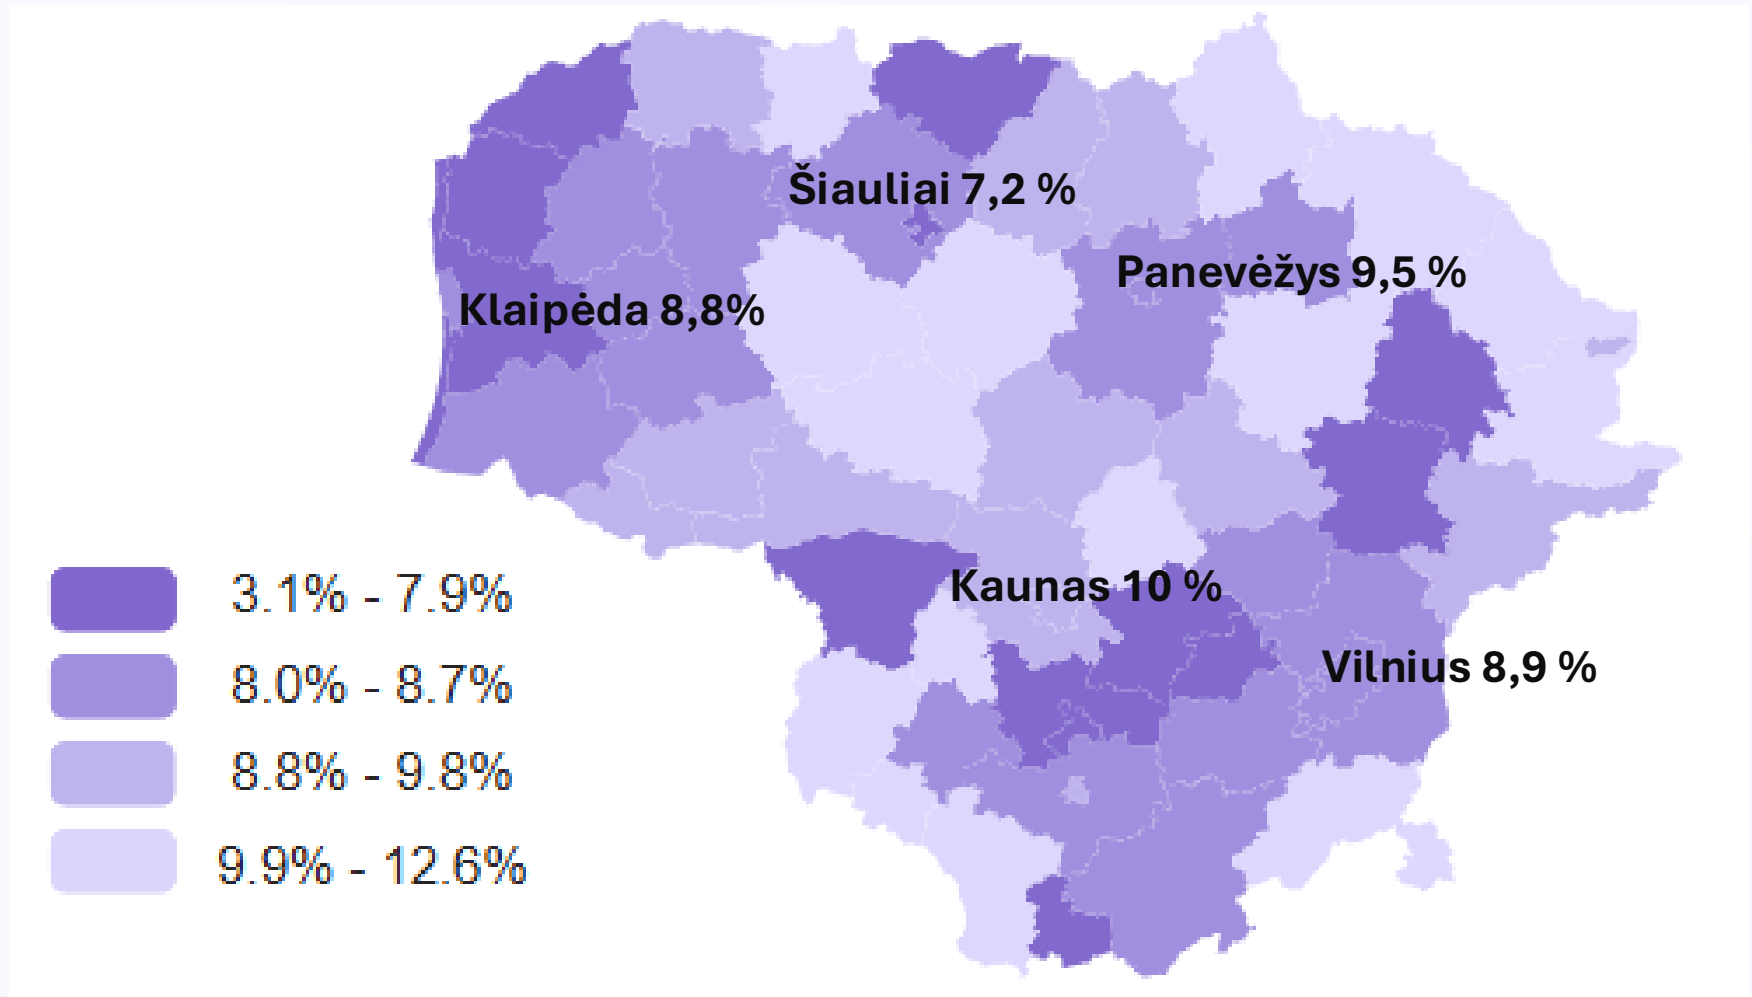 Šiauliai 7,2 %
Panevėžys 9,5 %
Klaipėda 8,8%
Kaunas 10 %
Vilnius 8,9 %
3.1% - 7.9%
8.0% - 8.7%
8.8% - 9.8%
9.9% - 12.6%